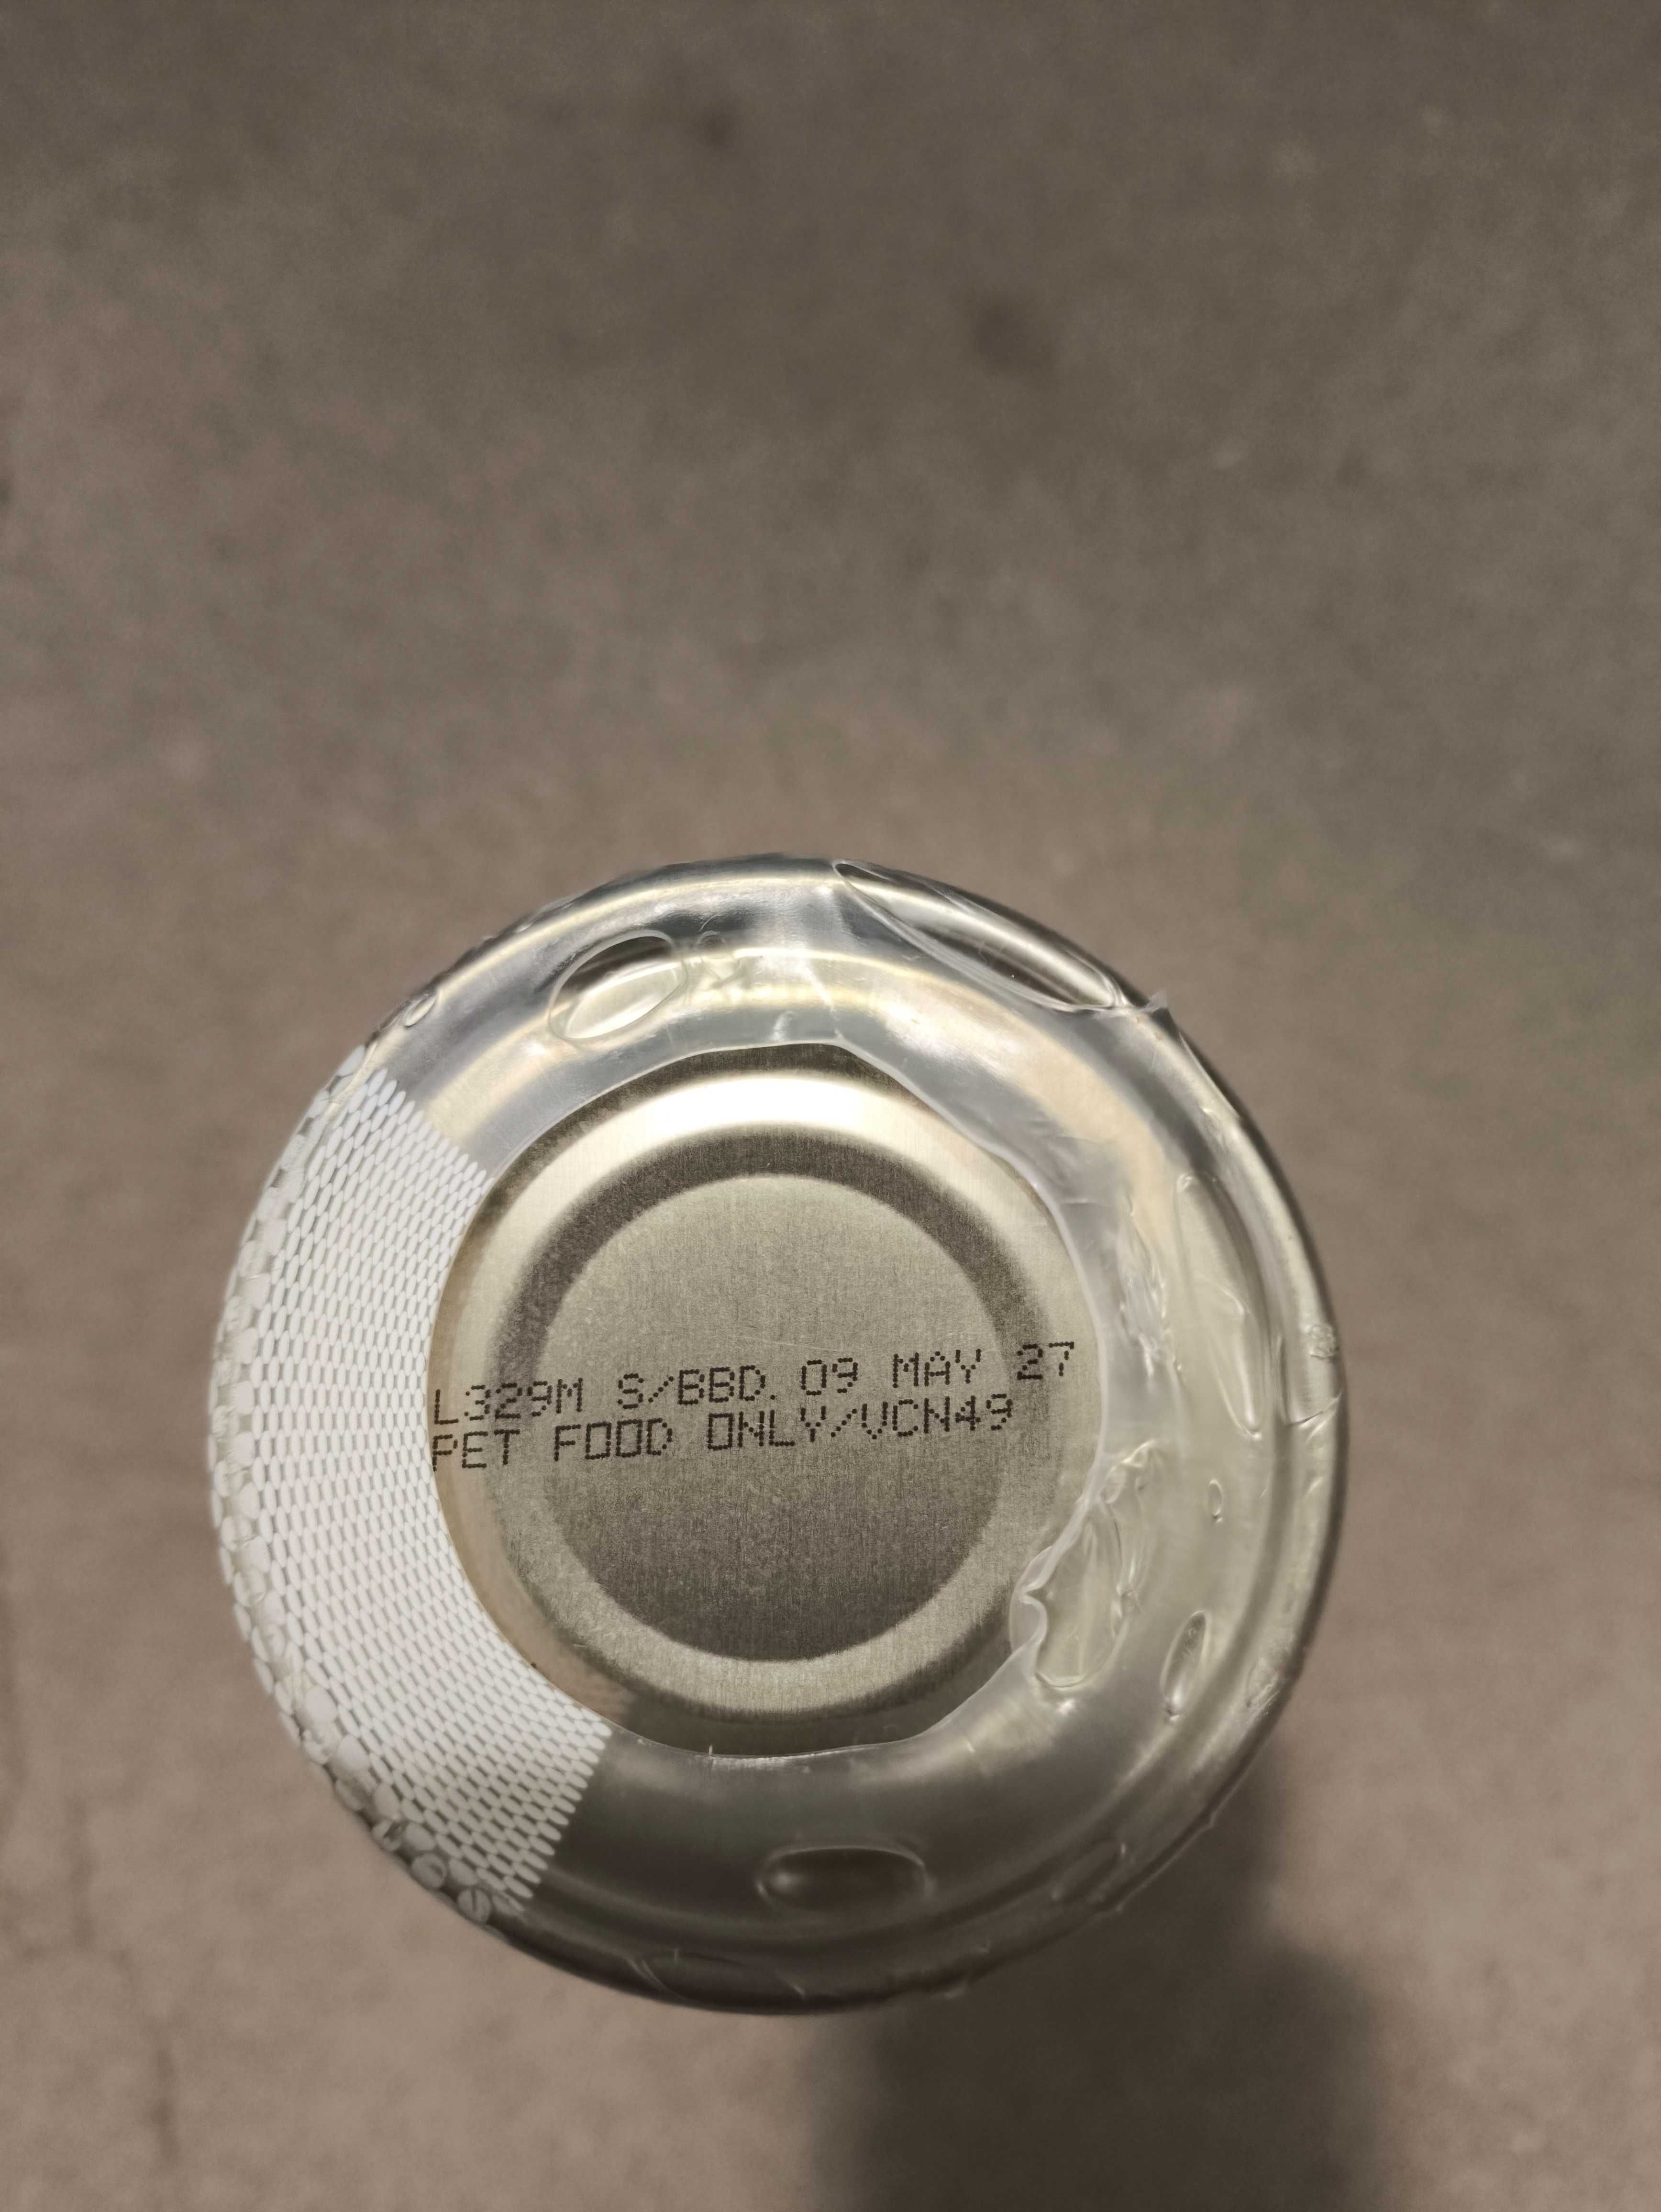 L329M S/BBD. 09 MAY 27
PET FOOD ONLY/VCN49